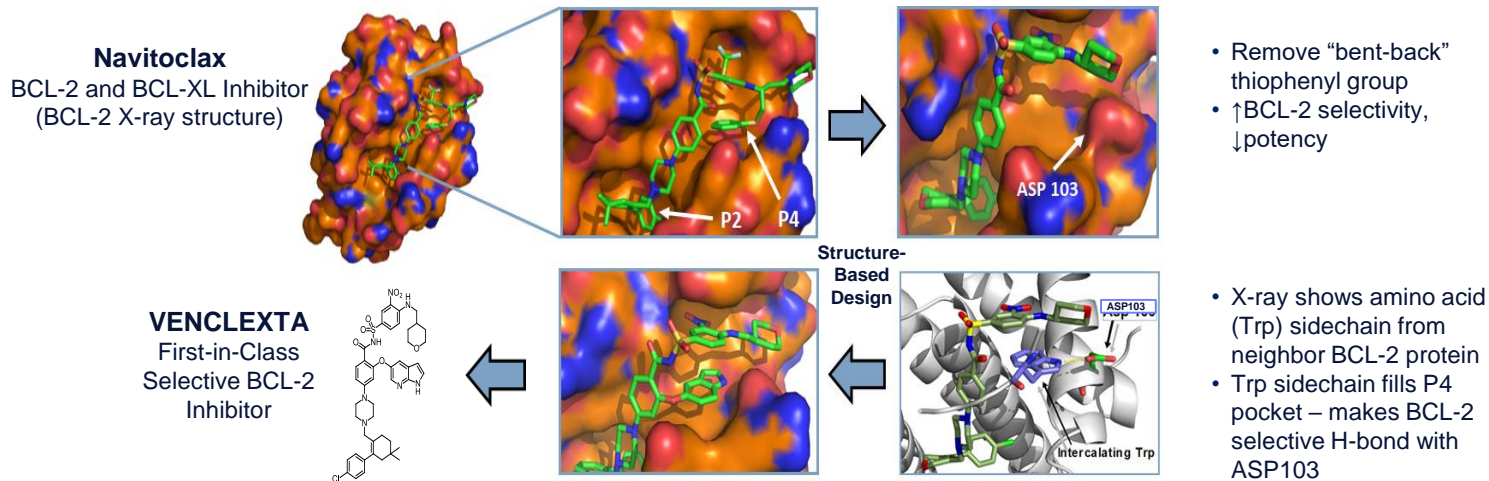 Navitoclax
BCL-2 and BCL-XL Inhibitor
(BCL-2 X-ray structure)
P2
P4
ASP 103
• Remove “bent-back”
thiophenyl group
• ↑BCL-2 selectivity,
↓potency
Structure-
Based
Design
VENCLEXTA
First-in-Class
Selective BCL-2
Inhibitor
NO₂
H
N
O
S
O
O
NH
O
O
N
N
H
N
N
Cl
ASP103
Intercalating Trp
• X-ray shows amino acid
(Trp) sidechain from
neighbor BCL-2 protein
• Trp sidechain fills P4
pocket – makes BCL-2
selective H-bond with
ASP103